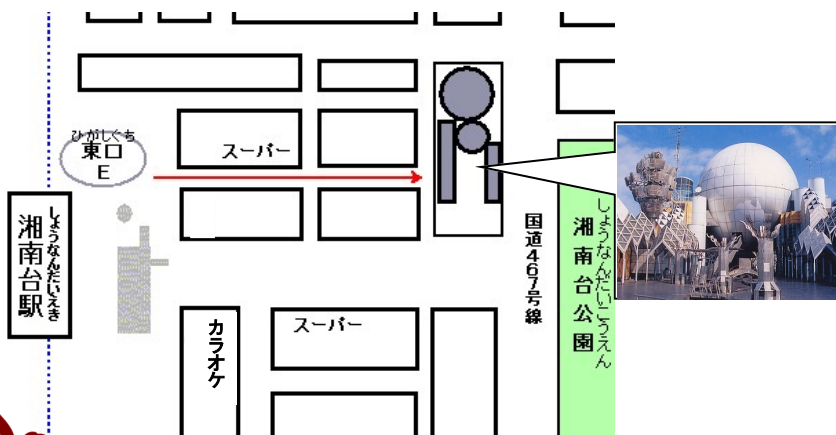 ひがしぐち
東口
E
スーパー
湘南台駅
しょうなんだいえき
カラオケ
スーパー
国道467号線
湘南台公園
しょうなんだいこうえん